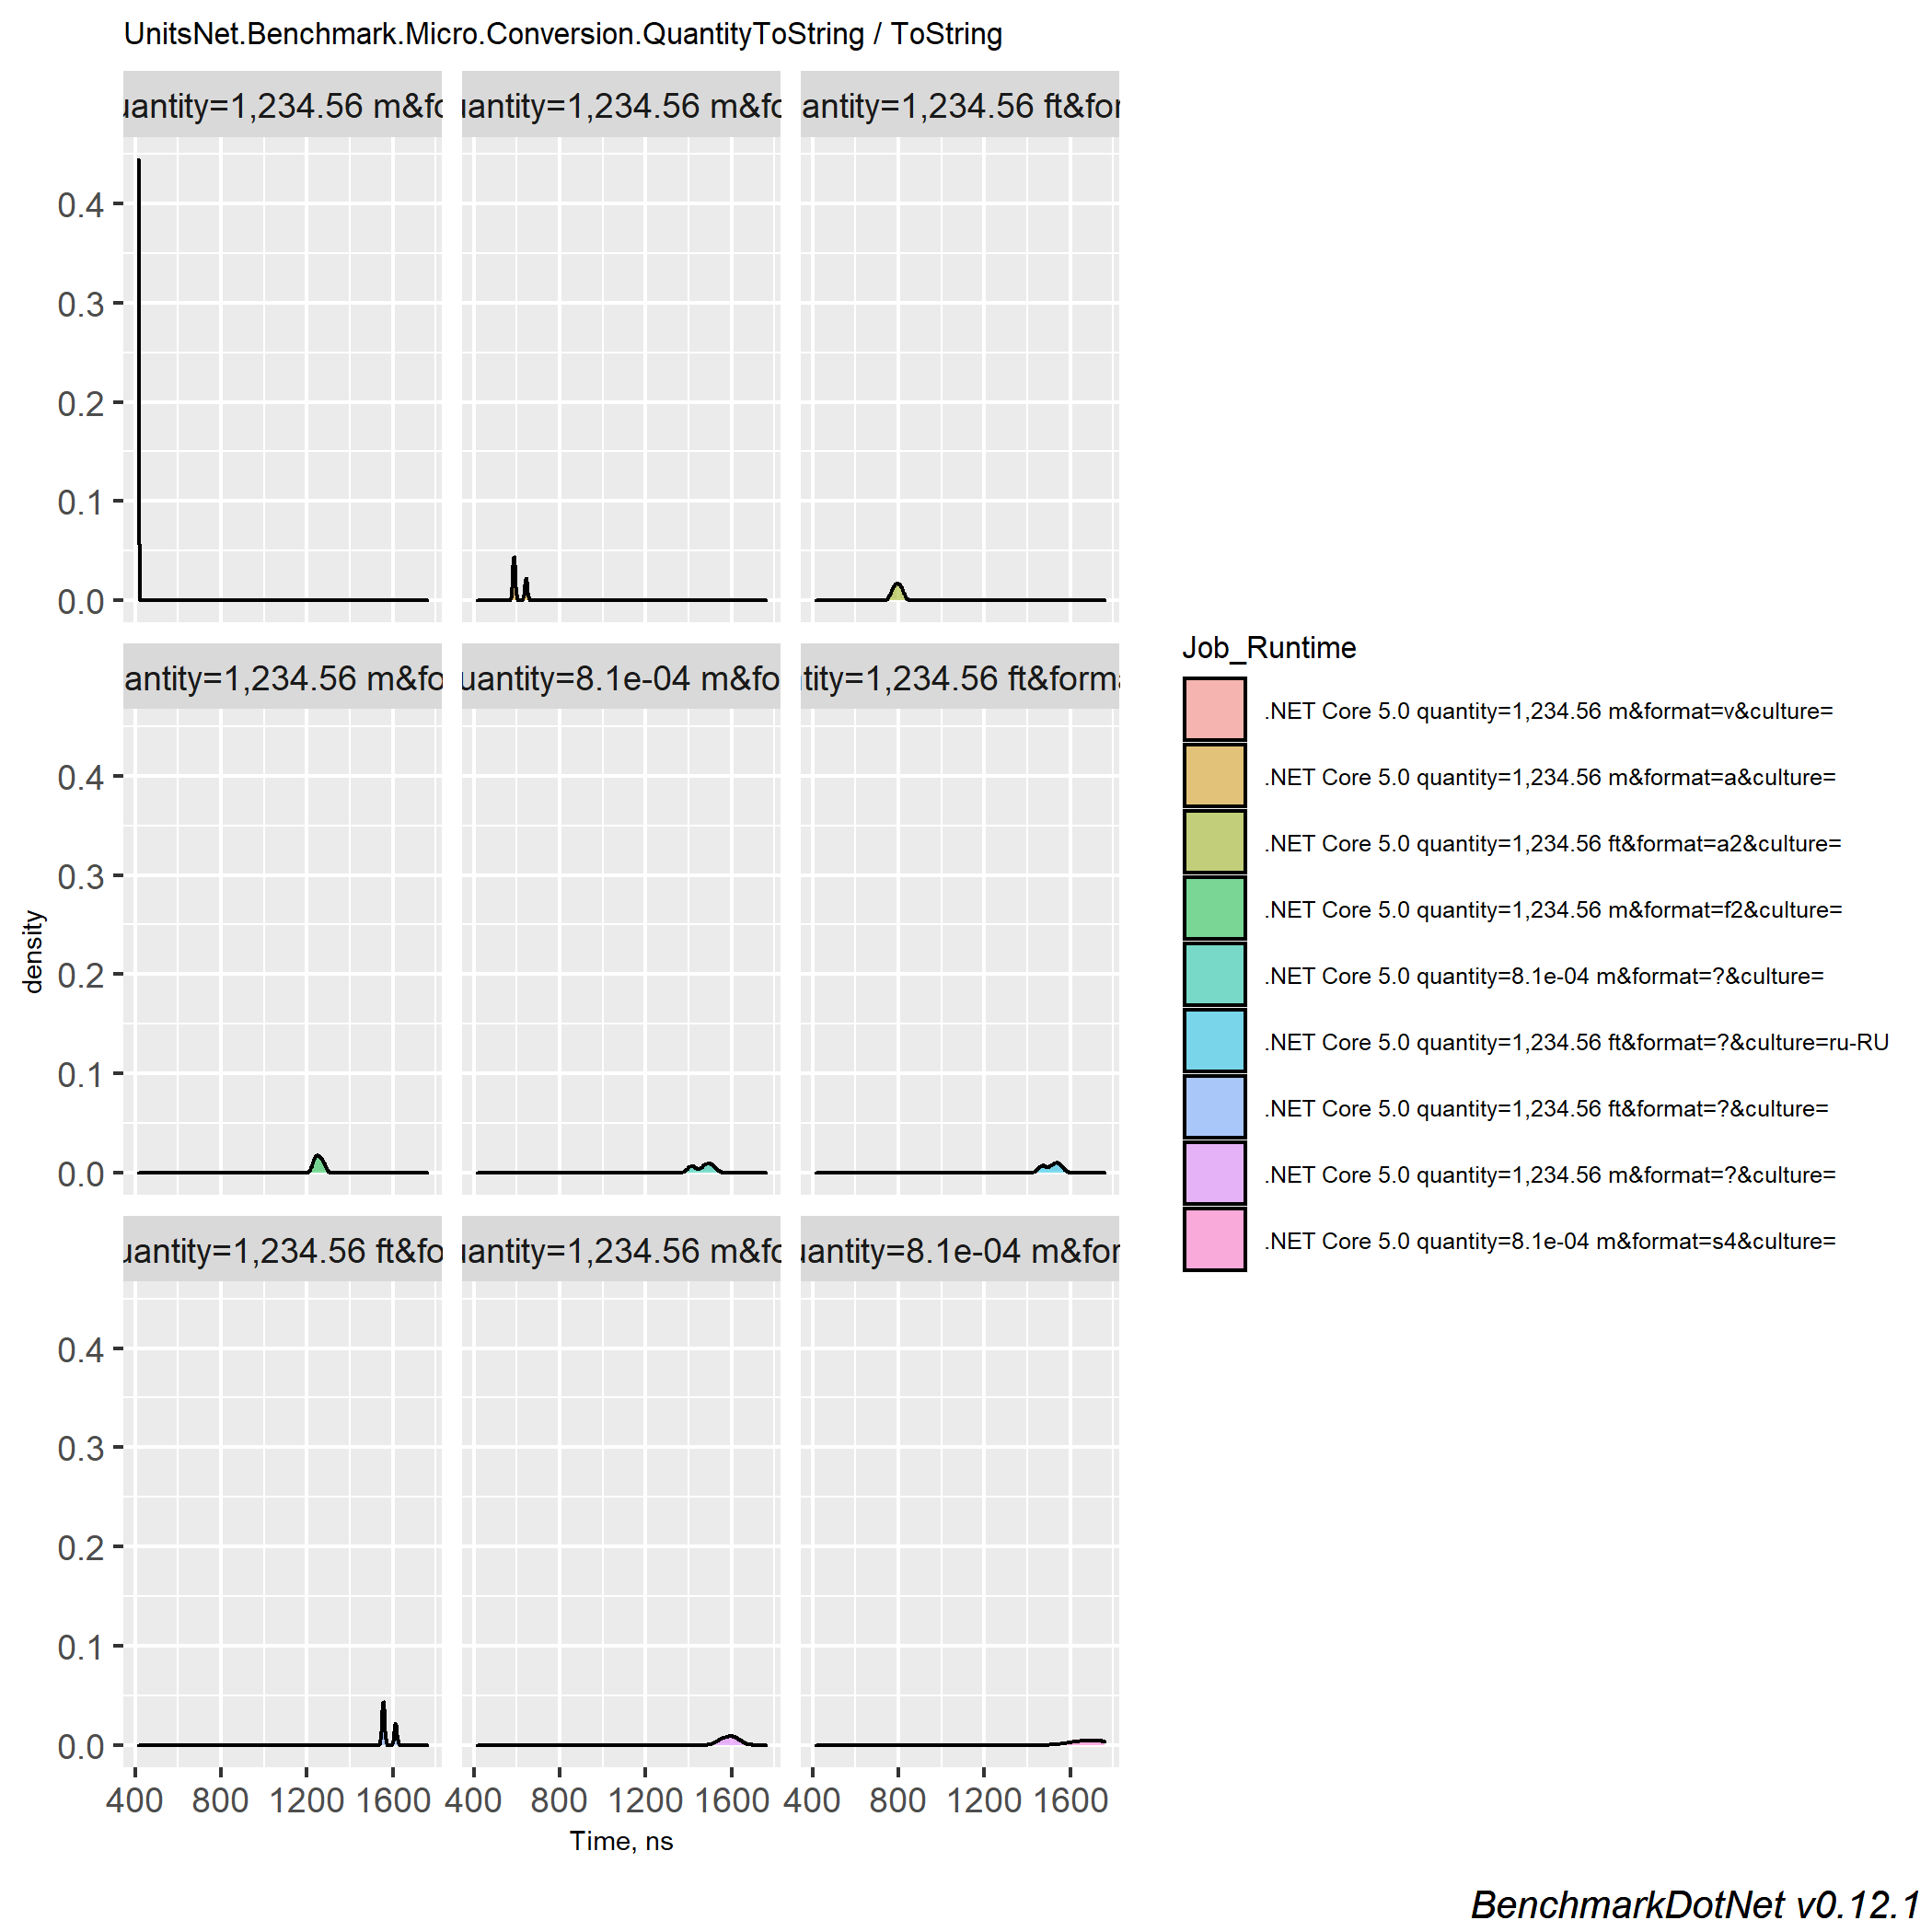 UnitsNet.Benchmark.Micro.Conversion.QuantityToString / ToString
uantity=1,234.56 m&fo
uantity=1,234.56 m&fo
antity=1,234.56 ft&for
0.4
0.3
0.2
0.1
0.0
antity=1,234.56 m&fo
uantity=8.1e-04 m&fo
tity=1,234.56 ft&forma
0.4
0.3
0.2
0.1
0.0
uantity=1,234.56 ft&fo
uantity=1,234.56 m&fo
uantity=8.1e-04 m&for
0.4
0.3
0.2
0.1
0.0
400 800 1200 1600
400 800 1200 1600
400 800 1200 1600
Time, ns
density
Job_Runtime
.NET Core 5.0 quantity=1,234.56 m&format=v&culture=
.NET Core 5.0 quantity=1,234.56 m&format=a&culture=
.NET Core 5.0 quantity=1,234.56 ft&format=a2&culture=
.NET Core 5.0 quantity=1,234.56 m&format=f2&culture=
.NET Core 5.0 quantity=8.1e-04 m&format=?&culture=
.NET Core 5.0 quantity=1,234.56 ft&format=?&culture=ru-RU
.NET Core 5.0 quantity=1,234.56 ft&format=?&culture=
.NET Core 5.0 quantity=1,234.56 m&format=?&culture=
.NET Core 5.0 quantity=8.1e-04 m&format=s4&culture=
BenchmarkDotNet v0.12.1